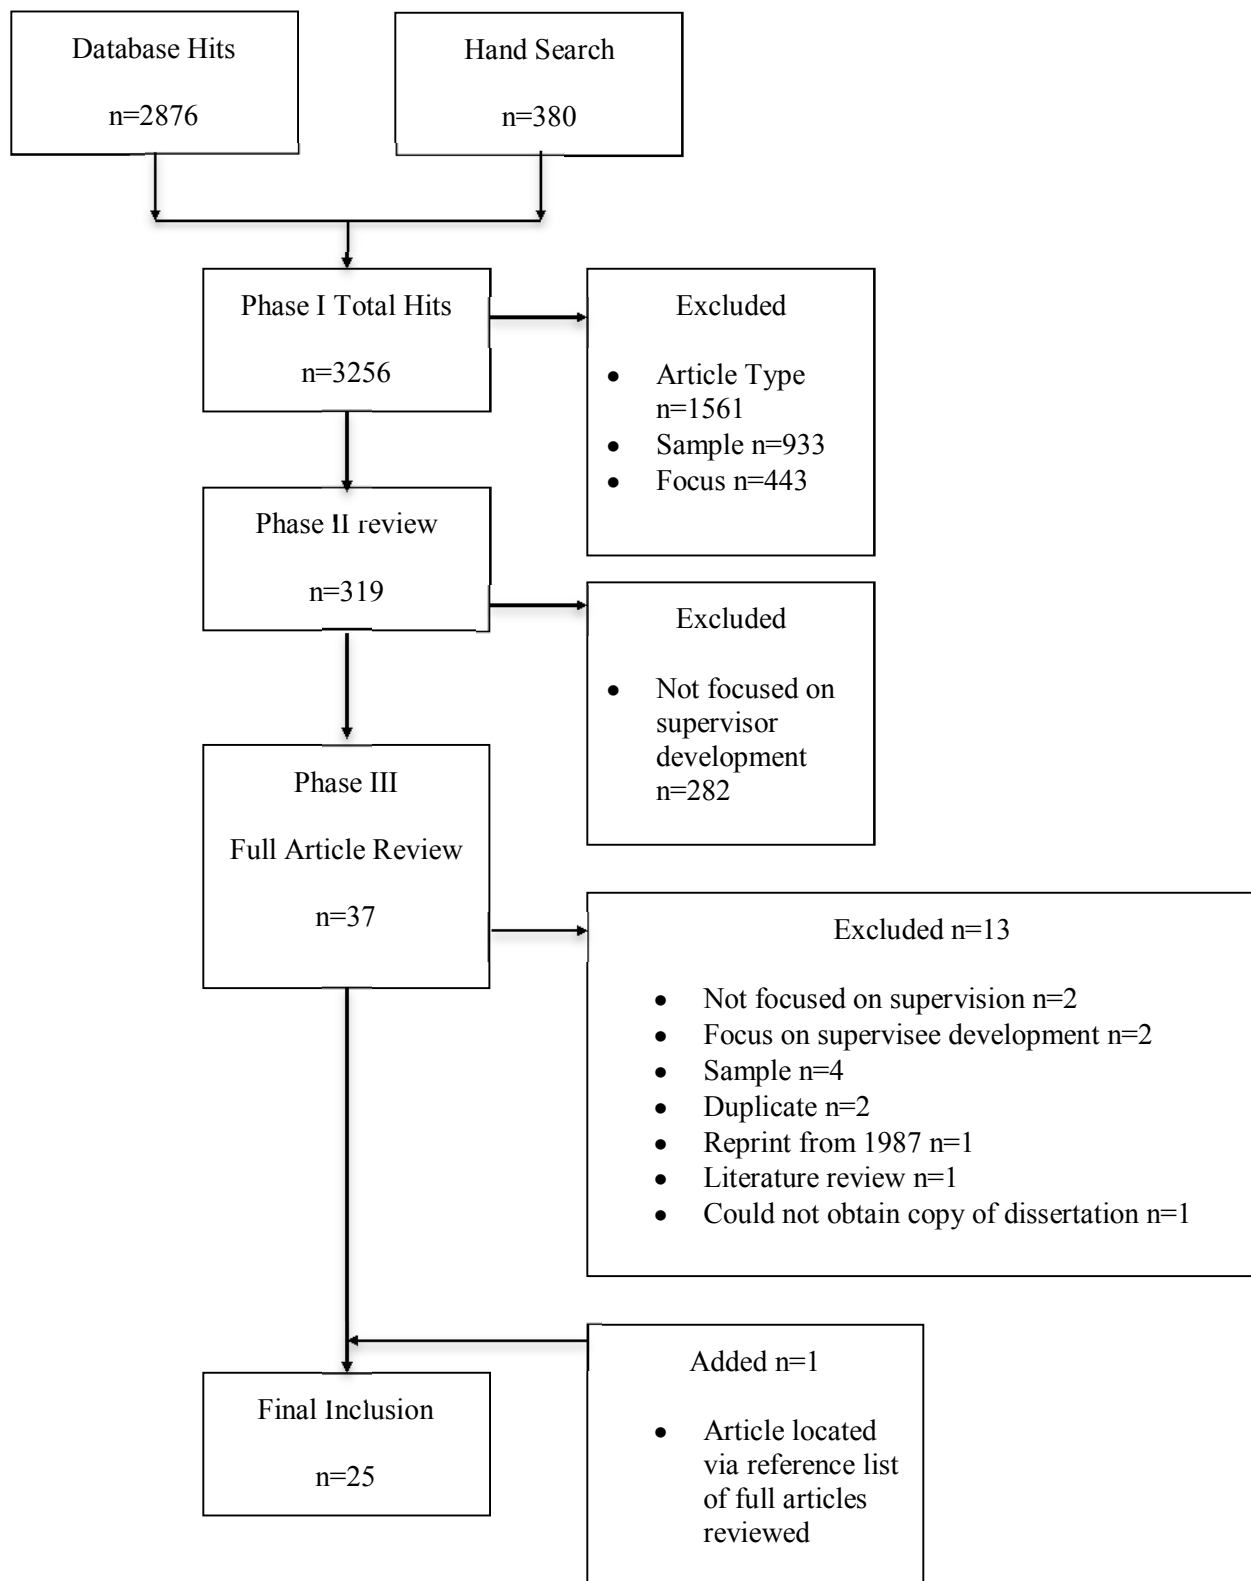 Database Hits
n=2876
Hand Search
n=380
Phase I Total Hits
n=3256
Excluded
• Article Type
n=1561
• Sample n=933
• Focus n=443
Phase II review
n=319
Excluded
• Not focused on
supervisor
development
n=282
Phase III
Full Article Review
n=37
Excluded n=13
• Not focused on supervision n=2
• Focus on supervisee development n=2
• Sample n=4
• Duplicate n=2
• Reprint from 1987 n=1
• Literature review n=1
• Could not obtain copy of dissertation n=1
Added n=1
• Article located
via reference list
of full articles
reviewed
Final Inclusion
n=25